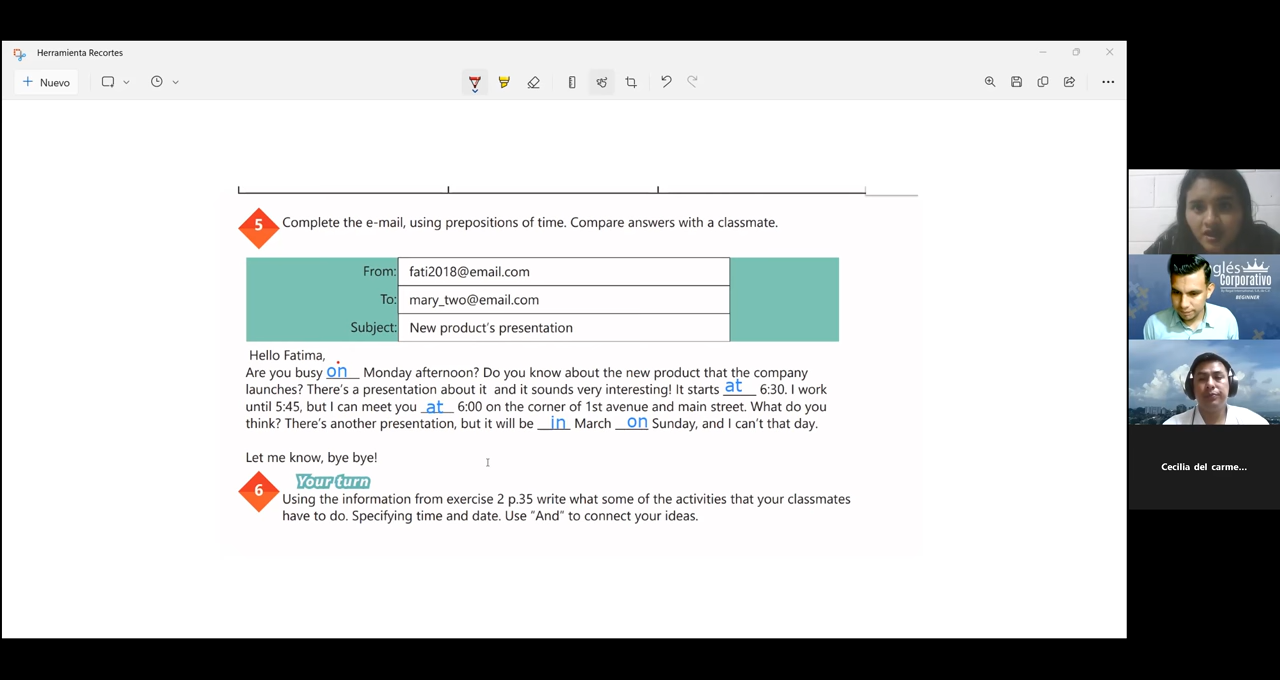 Herramienta Recortes
Nuevo
5 Complete the e-mail, using prepositions of time. Compare answers with a classmate.
From: fati2018@email.com
To: mary_two@email.com
Subject: New product's presentation
Hello Fatima,
Are you busy on Monday afternoon? Do you know about the new product that the company
launches? There's a presentation about it and it sounds very interesting! It starts at 6:30. I work
until 5:45, but I can meet you at 6:00 on the corner of 1st avenue and main street. What do you
think? There's another presentation, but it will be in March on Sunday, and I can't that day.
Let me know, bye bye!
6 Your turn
Using the information from exercise 2 p.35 write what some of the activities that your classmates
have to do. Specifying time and date. Use "And" to connect your ideas.
glés
Corporativo
BEGINNER
Cecilia del carme...